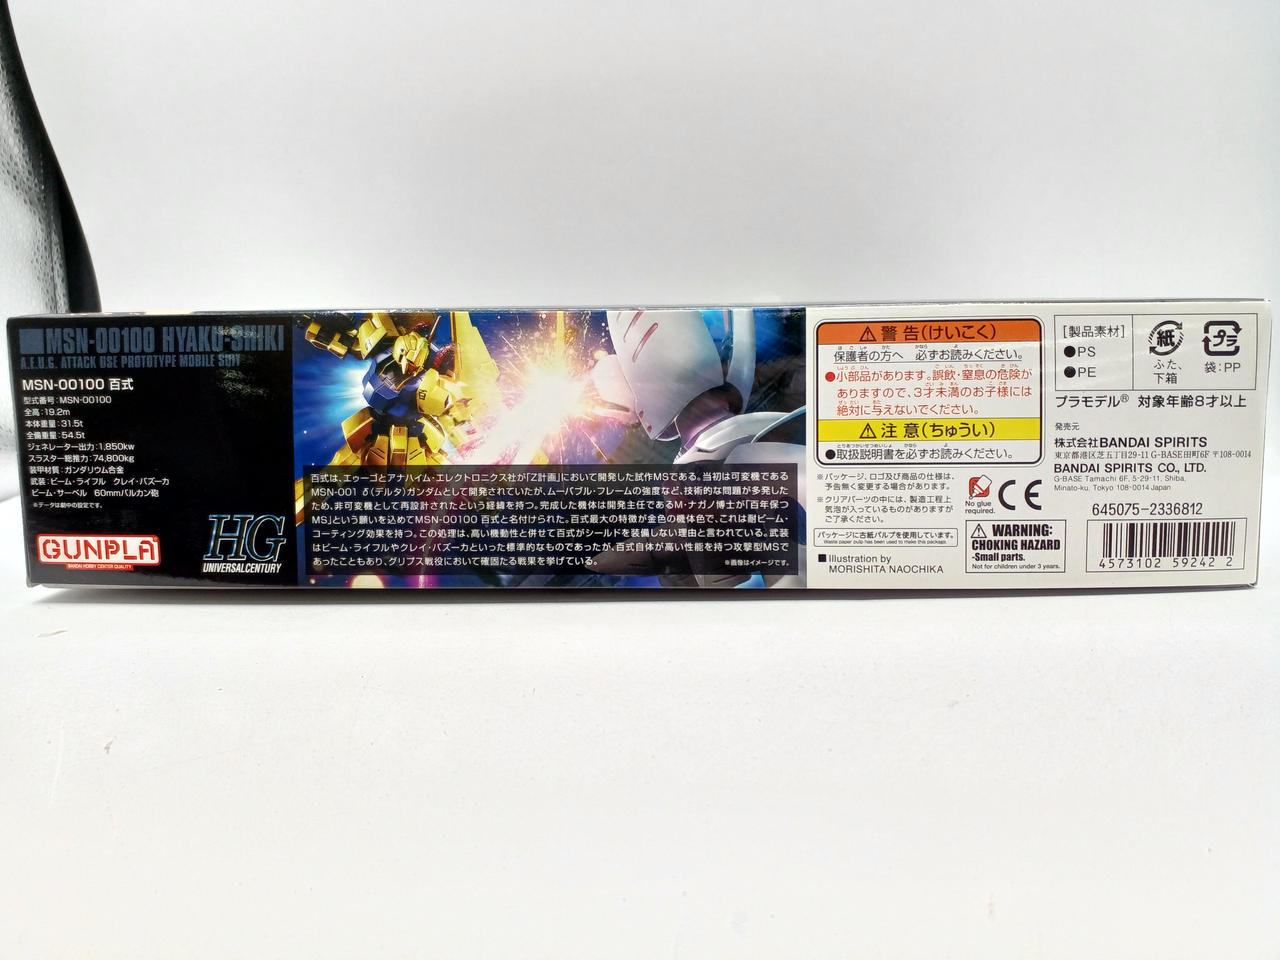 MSN-00100 HYAKU-SHIKI
A.E.U.G. ATTACK USE PROTOTYPE MOBILE SUIT
MSN-00100 百式
型式番号:MSN-00100
全高:19.2m
本体重量:31.5t
全備重量:54.5t
ジェネレーター出力:1,850kw
スラスター総推力:74,800kg
装甲材質:ガンダリウム合金
武装:ビーム・ライフル クレイ・バズーカ
ビーム・サーベル 60mmバルカン砲
※データは劇中の設定です。
GUNPLA
BANDAI HOBBY CENTER QUALITY
HG
UNIVERSAL CENTURY
百式は、エゥーゴとアナハイム・エレクトロニクス社が「Z計画」において開発した試作MSである。当初は可変機である
MSN-001 δ(デルタ)ガンダムとして開発されていたが、ムーバブル・フレームの強度など、技術的な問題が多発した
ため、非可変機として再設計されたという経緯を持つ。完成した機体は開発主任であるM・ナガノ博士が「百年保つ
MS」という願いを込めてMSN-00100 百式と名付けられた。百式最大の特徴が金色の機体色で、これは耐ビーム・
コーティング効果を持つ。この処理は、高い機動性と併せて百式がシールドを装備しない理由と言われている。武装
はビーム・ライフルやクレイ・バズーカといった標準的なものであったが、百式自体が高い性能を持つ攻撃型MSで
あったこともあり、グリプス戦役において確固たる戦果を挙げている。
※画像はイメージです。
警告(けいこく)
保護者の方へ 必ずお読みください。
●小部品があります。誤飲・窒息の危険が
ありますので、3才未満のお子様には
絶対に与えないでください。
注意(ちゅうい)
●取扱説明書を必ずお読みください。
※パッケージ、ロゴ及び商品の仕様は、
予告無く変更する場合があります。
※クリアパーツの中には、製造工程上
気泡が入っているものがありますが
ご了承ください。
パッケージに古紙パルプを使用しています。
Waste paper pulp has been used to make this package.
■Illustration by
MORISHITA NAOCHIKA
No glue
required.
CE
WARNING:
CHOKING HAZARD
-Small parts.
Not for children under 3 years.
[製品素材]
●PS
●PE
紙
ふた、
下箱
プラ
袋:PP
プラモデル® 対象年齢8才以上
発売元
株式会社BANDAI SPIRITS
東京都港区芝五丁目29-11 G-BASE田町6F 〒108-0014
BANDAI SPIRITS CO., LTD.
G-BASE Tamachi 6F, 5-29-11, Shiba,
Minato-ku, Tokyo 108-0014 Japan
645075-2336812
4573102 59242 2